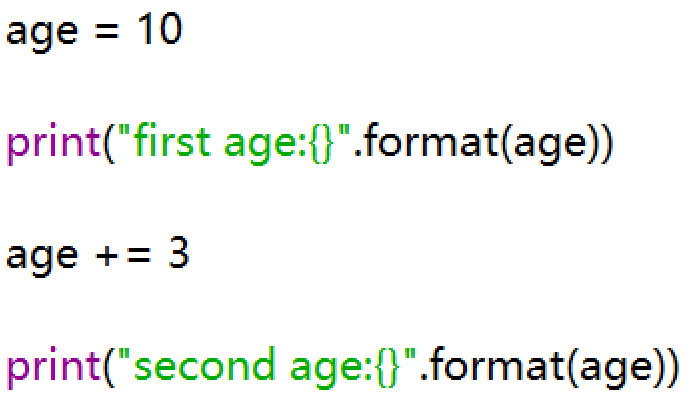 age = 10
print("first age:{}".format(age))
age += 3
print("second age:{}".format(age))